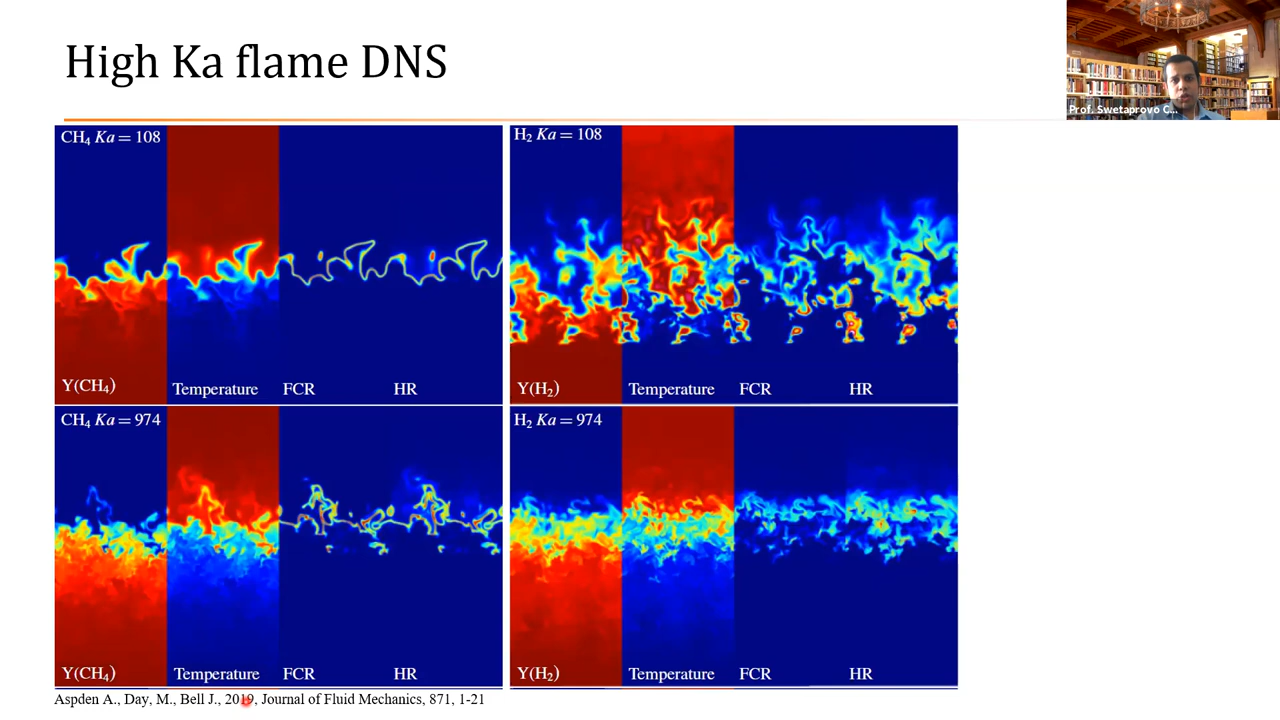 High Ka flame DNS
Prof. Swetaprovo C...
CH₄ Ka = 108
Y(CH₄)
Temperature
FCR
HR
H₂ Ka = 108
Y(H₂)
Temperature
FCR
HR
CH₄ Ka = 974
Y(CH₄)
Temperature
FCR
HR
H₂ Ka = 974
Y(H₂)
Temperature
FCR
HR
Aspden A., Day, M., Bell J., 2019, Journal of Fluid Mechanics, 871, 1-21